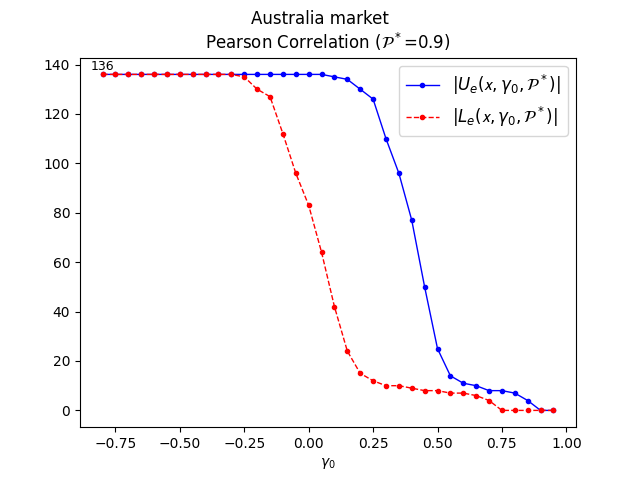 Australia market
Pearson Correlation (𝒫*=0.9)
136
|Uₑ(x, γ₀, 𝒫*)|
|Lₑ(x, γ₀, 𝒫*)|
140
120
100
80
60
40
20
0
−0.75 −0.50 −0.25 0.00 0.25 0.50 0.75 1.00
γ₀